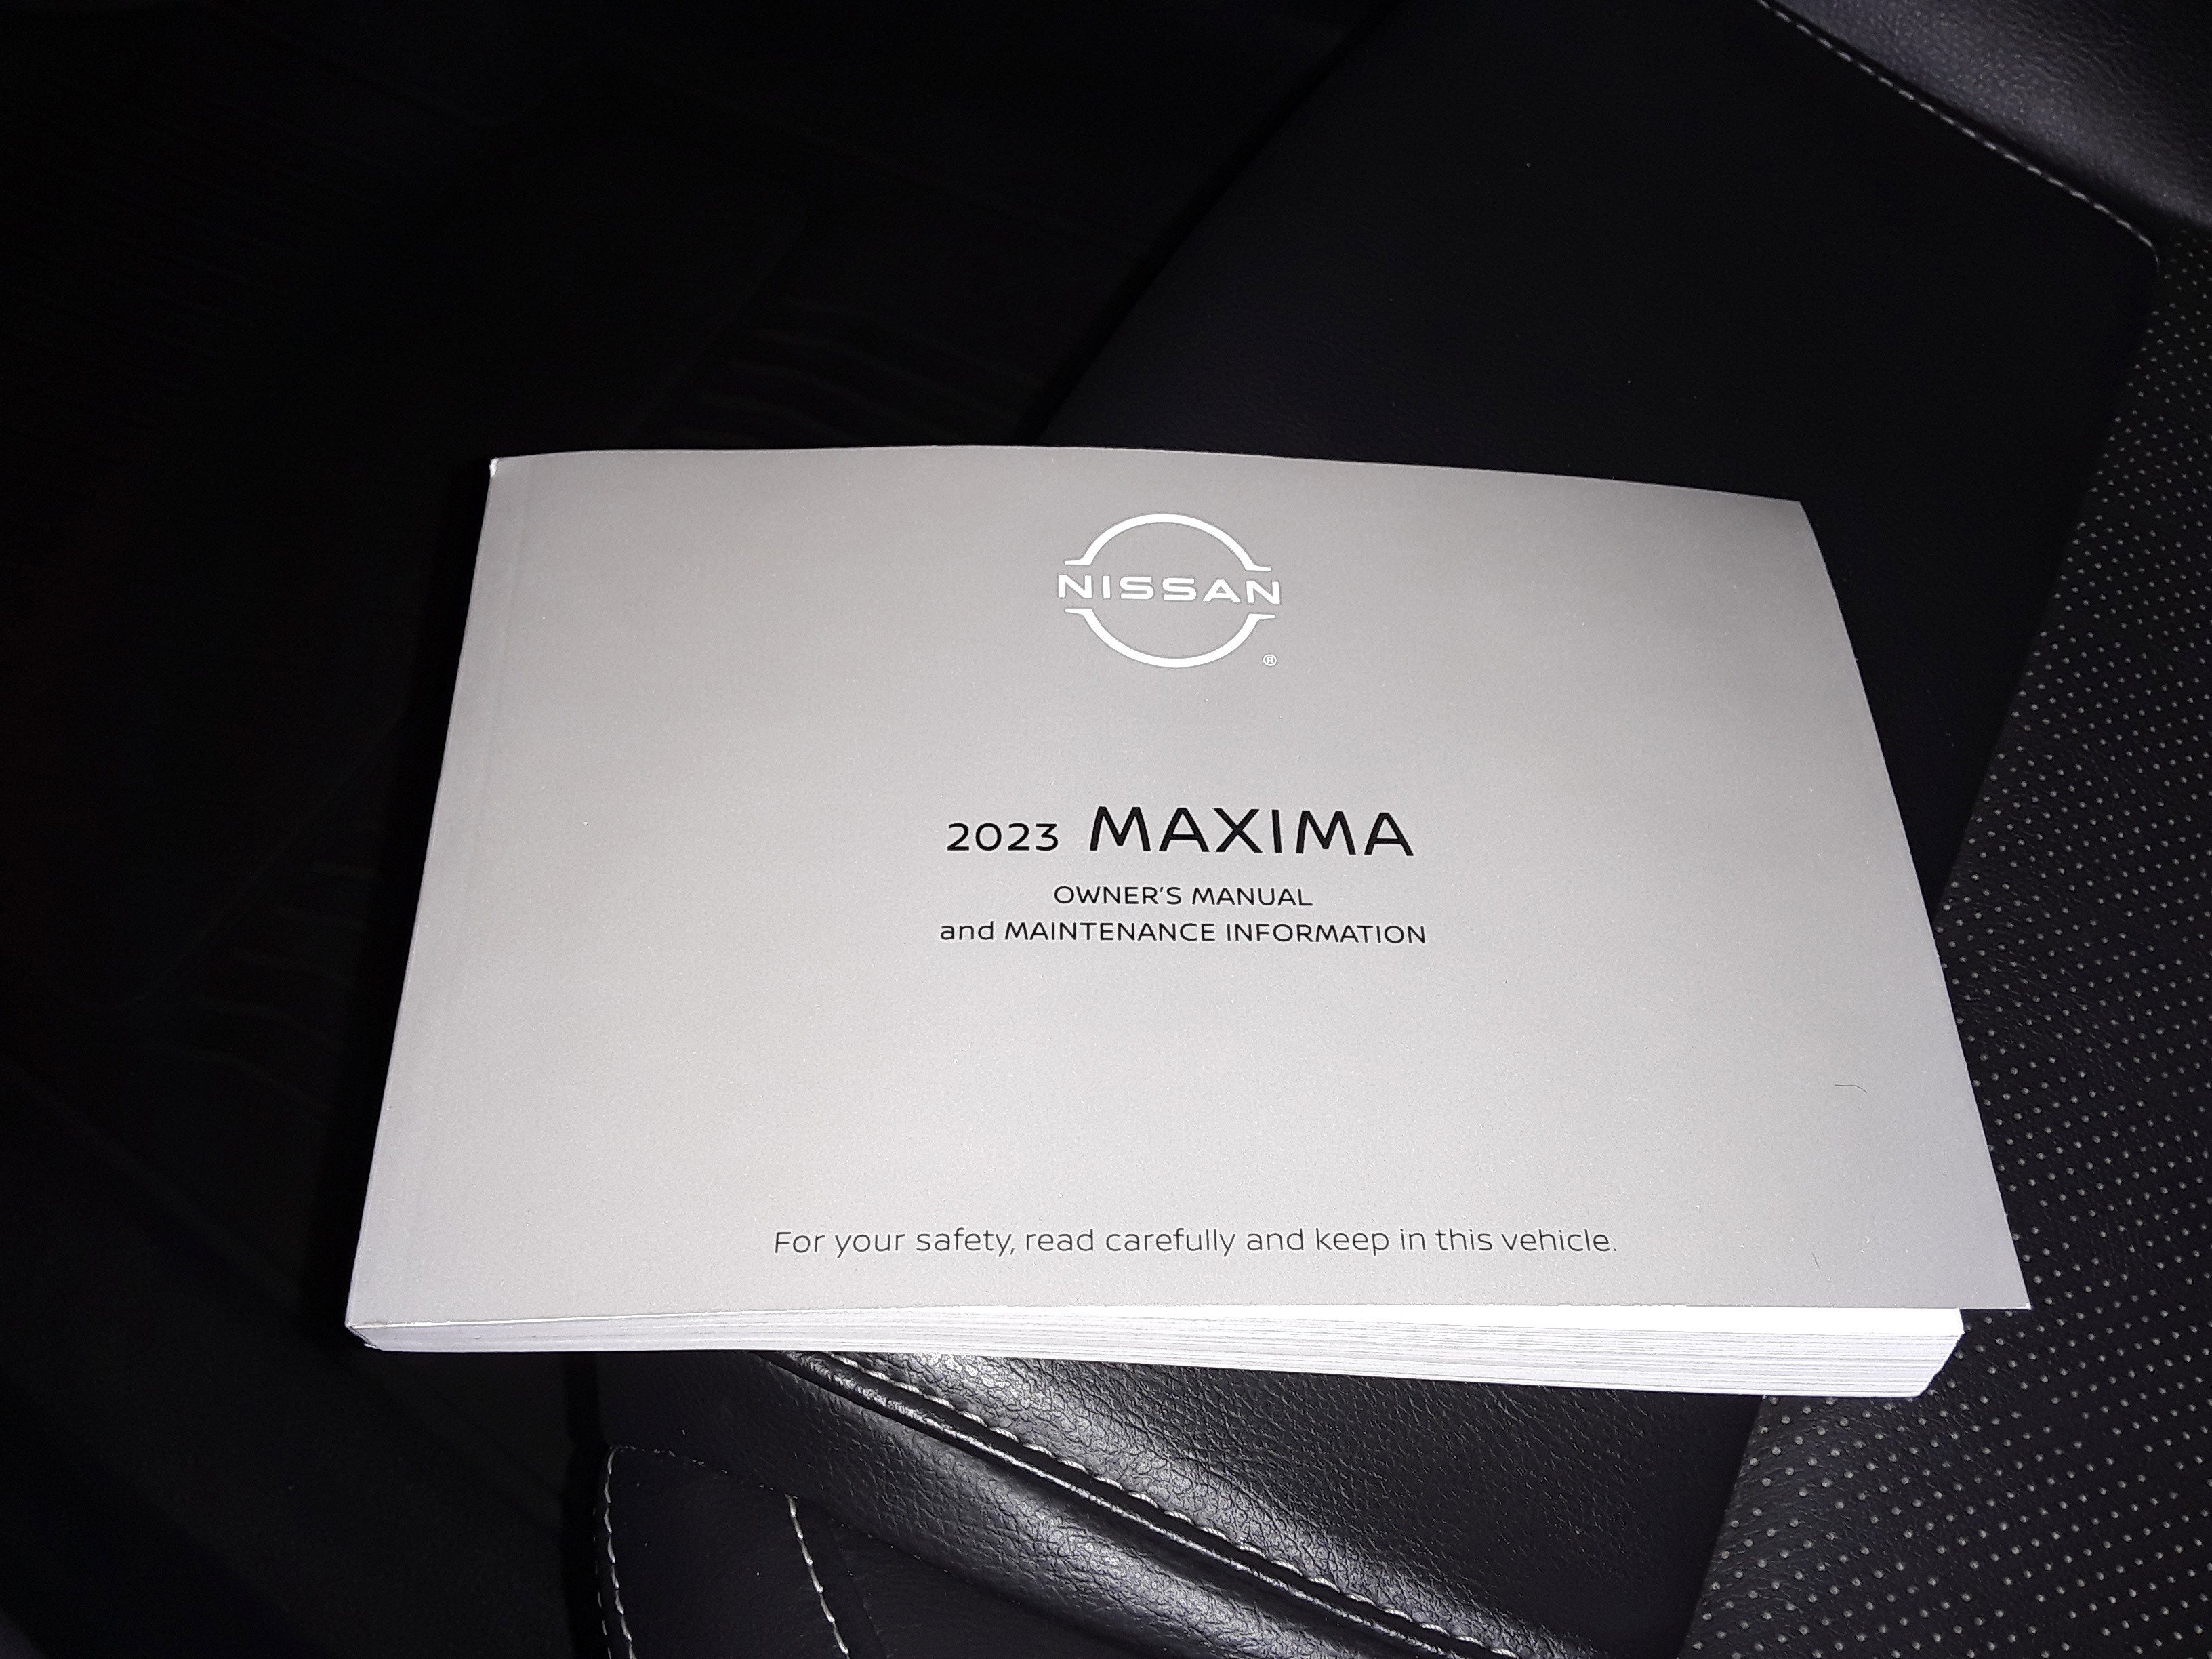 NISSAN
®
2023 MAXIMA
OWNER'S MANUAL
and MAINTENANCE INFORMATION
For your safety, read carefully and keep in this vehicle.